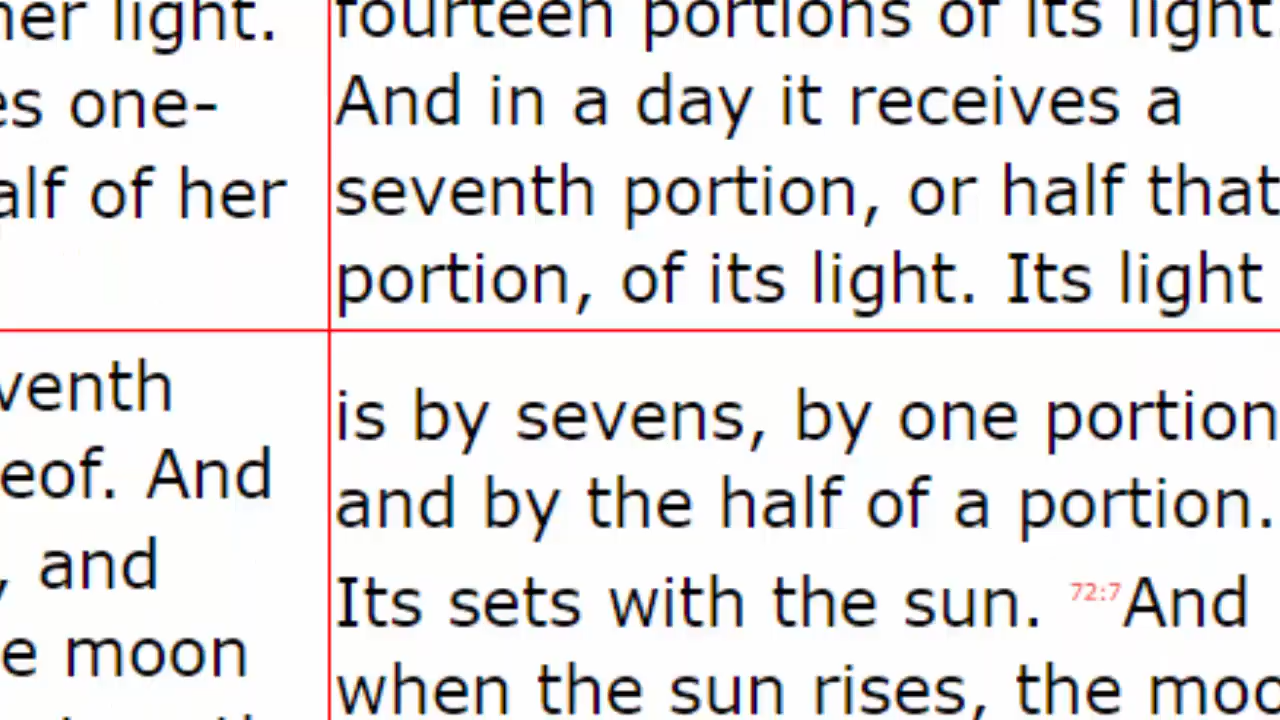 her light.
es one-
alf of her
venth
eof. And
, and
e moon
fourteen portions of its light.
And in a day it receives a
seventh portion, or half that
portion, of its light. Its light
is by sevens, by one portion
and by the half of a portion.
Its sets with the sun. 72:7And
when the sun rises, the moo